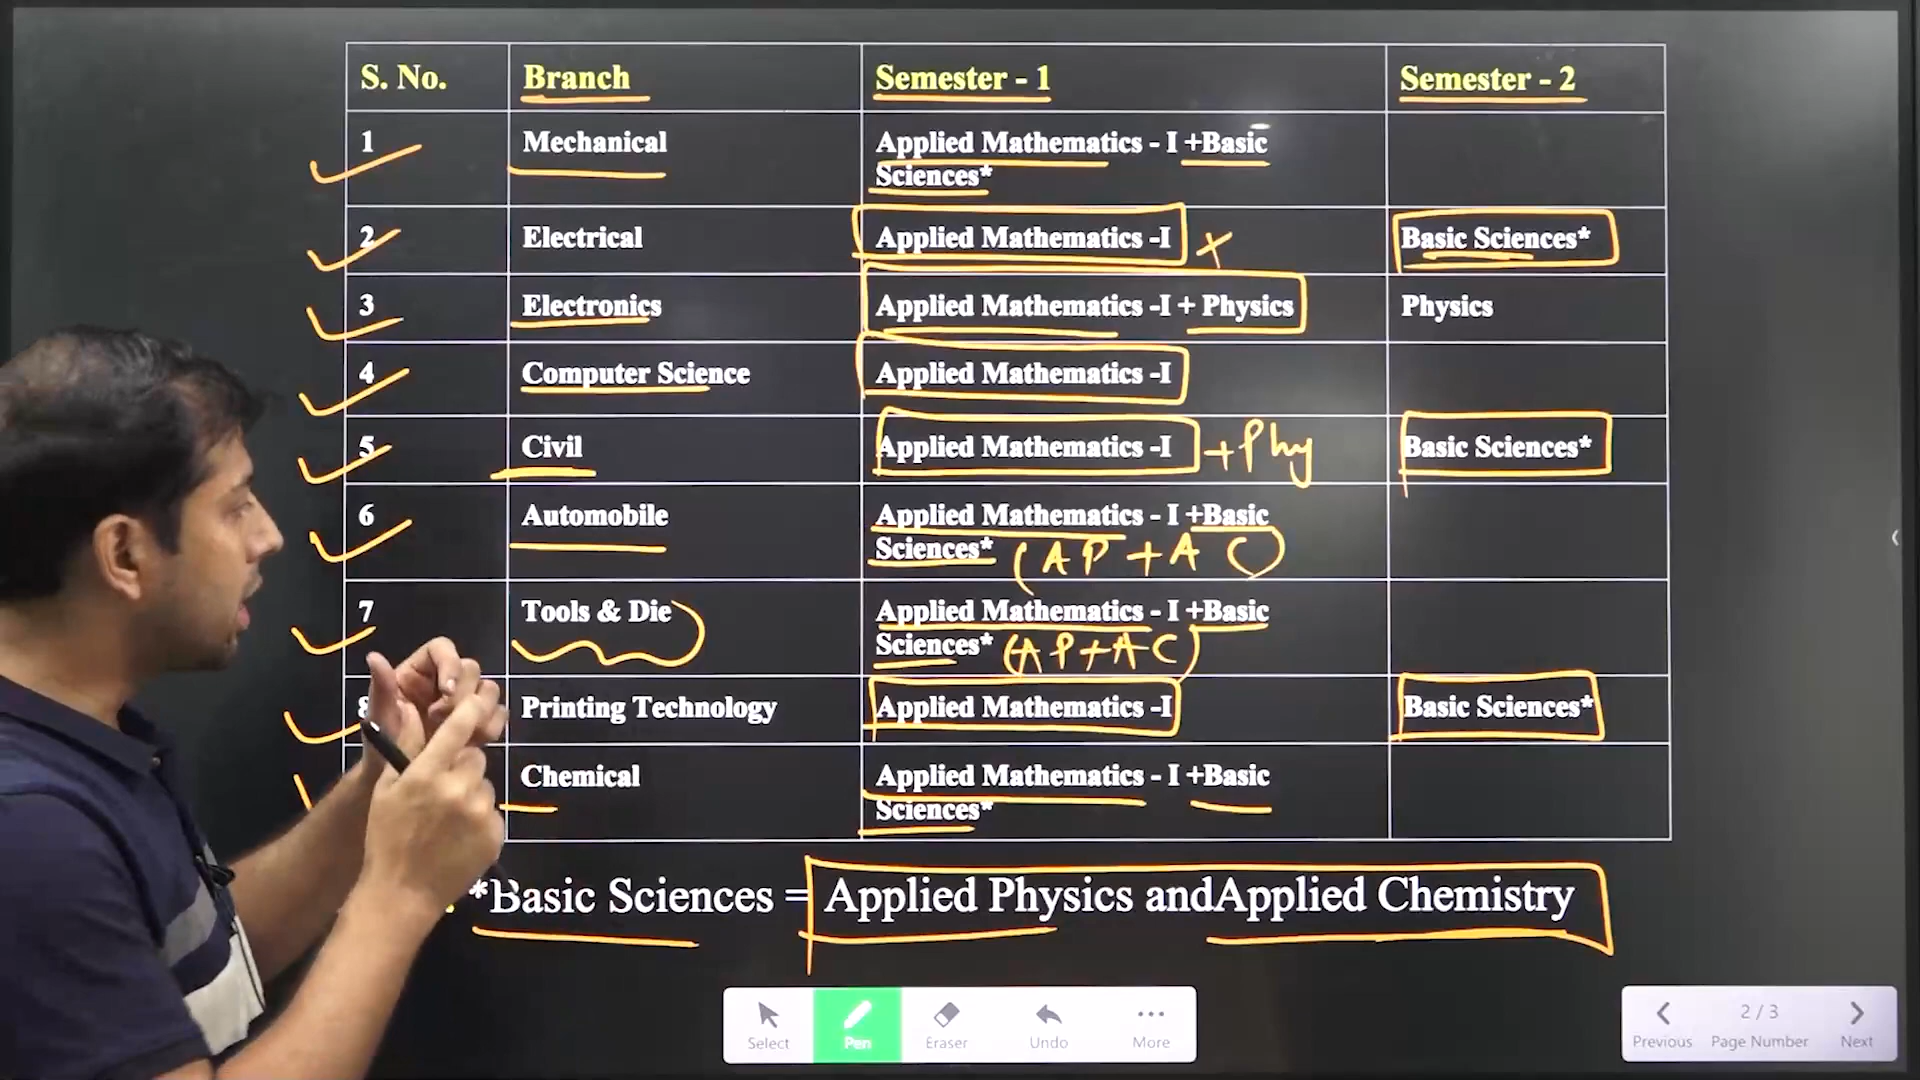 S. No. Branch Semester - 1 Semester - 2
1 Mechanical Applied Mathematics - I +Basic
Sciences*
2 Electrical Applied Mathematics -I × Basic Sciences*
3 Electronics Applied Mathematics -I + Physics Physics
4 Computer Science Applied Mathematics -I
5 Civil Applied Mathematics -I +Phy Basic Sciences*
6 Automobile Applied Mathematics - I +Basic
Sciences* (AP + AC)
7 Tools & Die Applied Mathematics - I +Basic
Sciences* (AP+AC)
8 Printing Technology Applied Mathematics -I Basic Sciences*
Chemical Applied Mathematics - I +Basic
Sciences*
*Basic Sciences = Applied Physics andApplied Chemistry
Select Pen Eraser Undo More
2 / 3
Previous Page Number Next